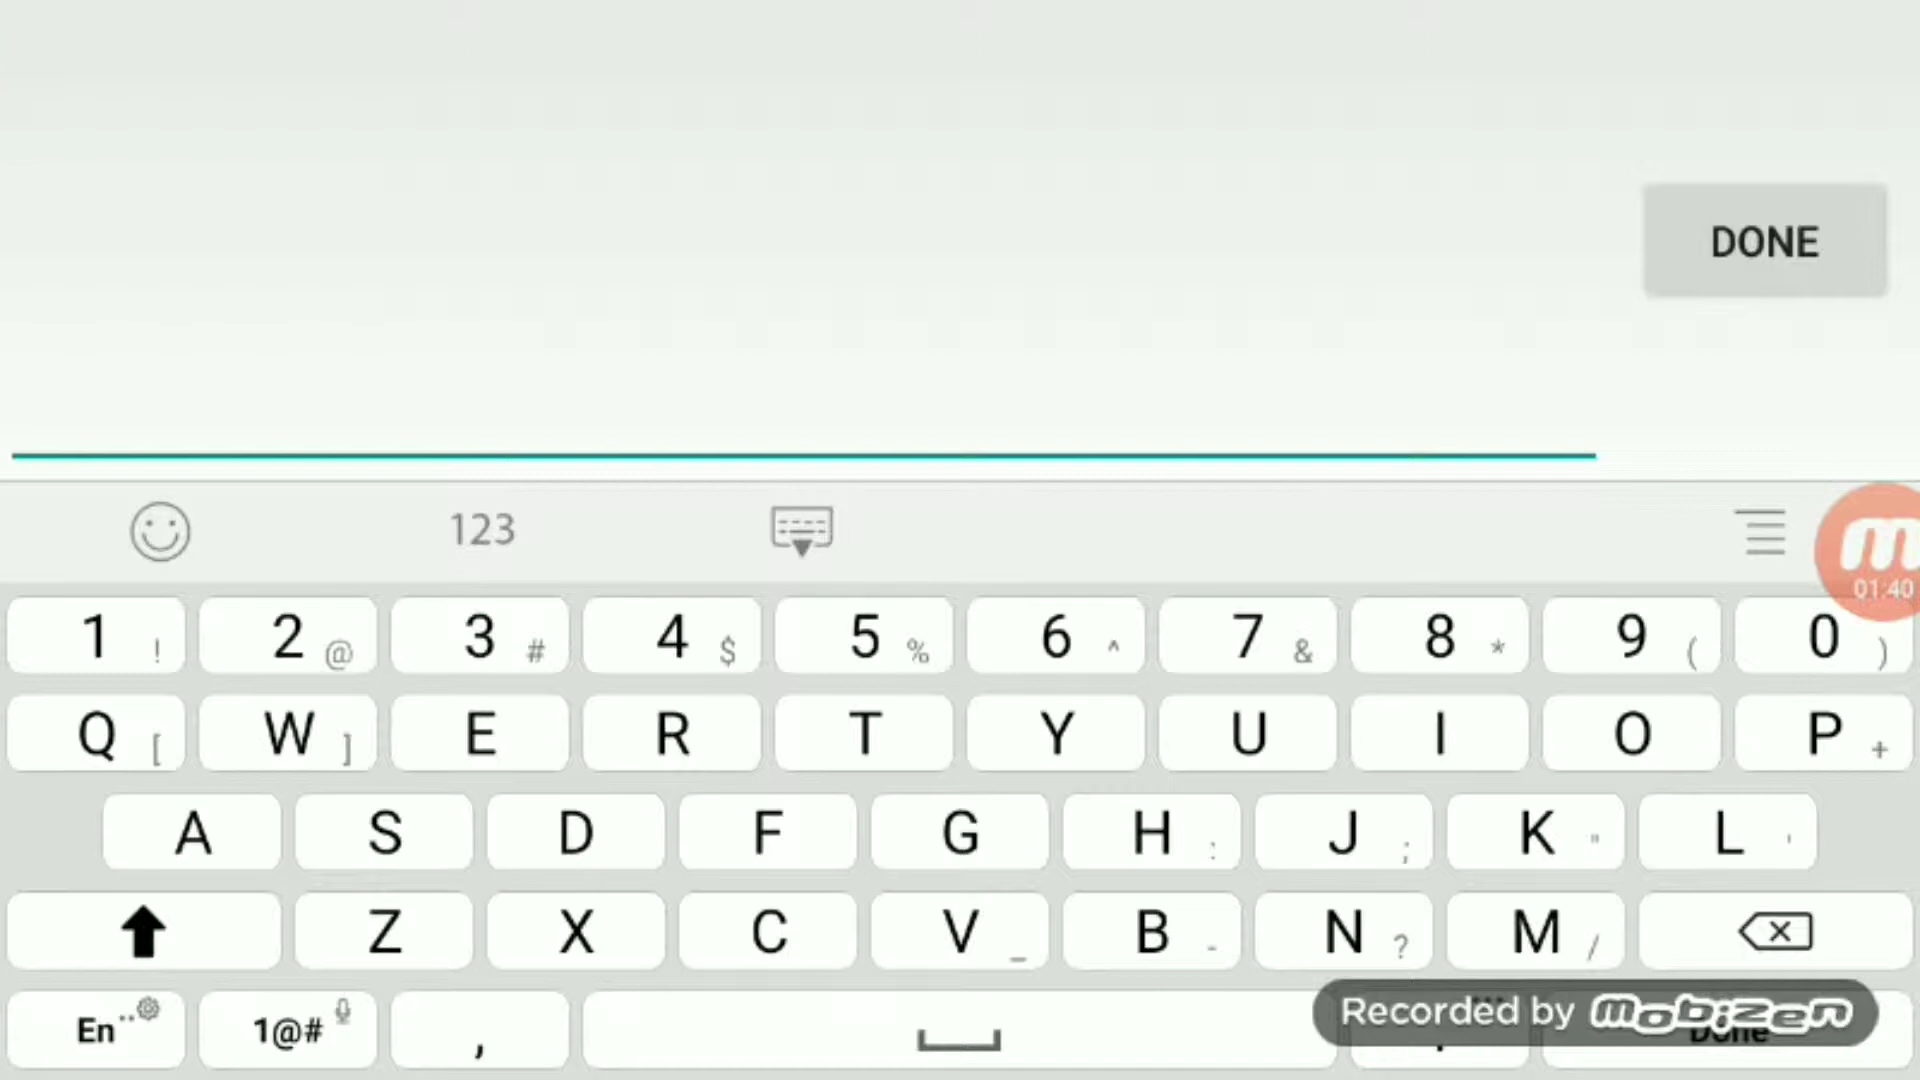 DONE
123
m
01:40
1 ! 2 @ 3 # 4 $ 5 % 6 ^ 7 & 8 * 9 ( 0 )
Q [ W ] E R T Y U I O P +
A S D F G H : J ; K " L '
Z X C V _ B - N ? M /
En 1@# , . Done
Recorded by mobizen